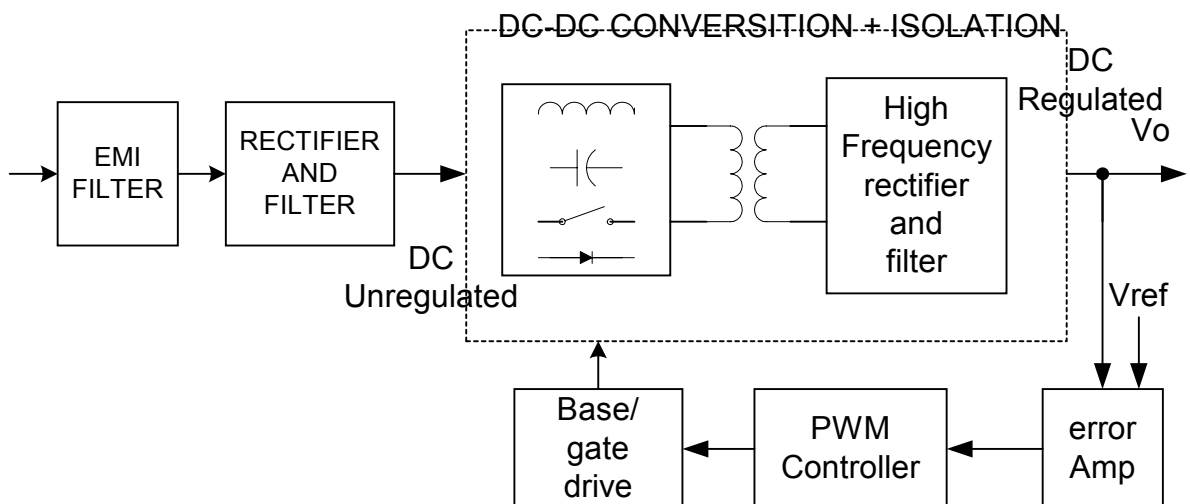 DC-DC CONVERSITION + ISOLATION
EMI
FILTER
RECTIFIER
AND
FILTER
DC
Unregulated
High
Frequency
rectifier
and
filter
DC
Regulated
Vo
Vref
Base/
gate
drive
PWM
Controller
error
Amp